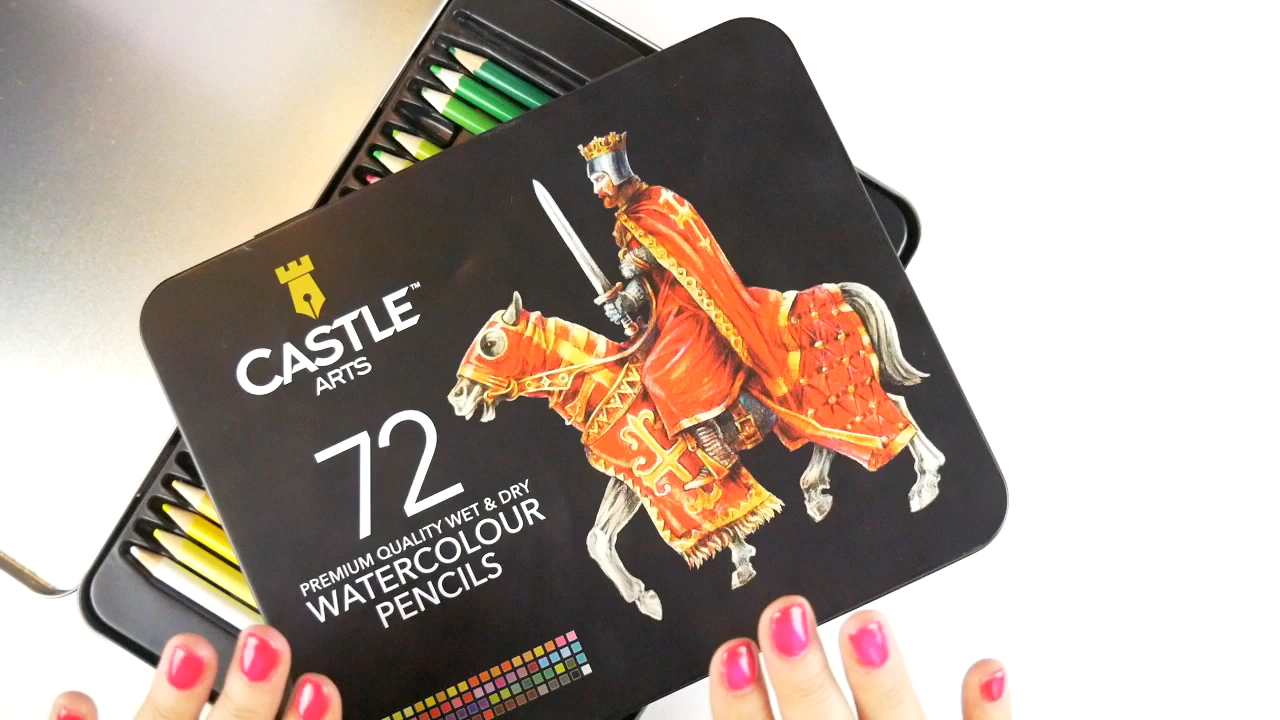 CASTLE™
ARTS
72
PREMIUM QUALITY WET & DRY
WATERCOLOUR
PENCILS